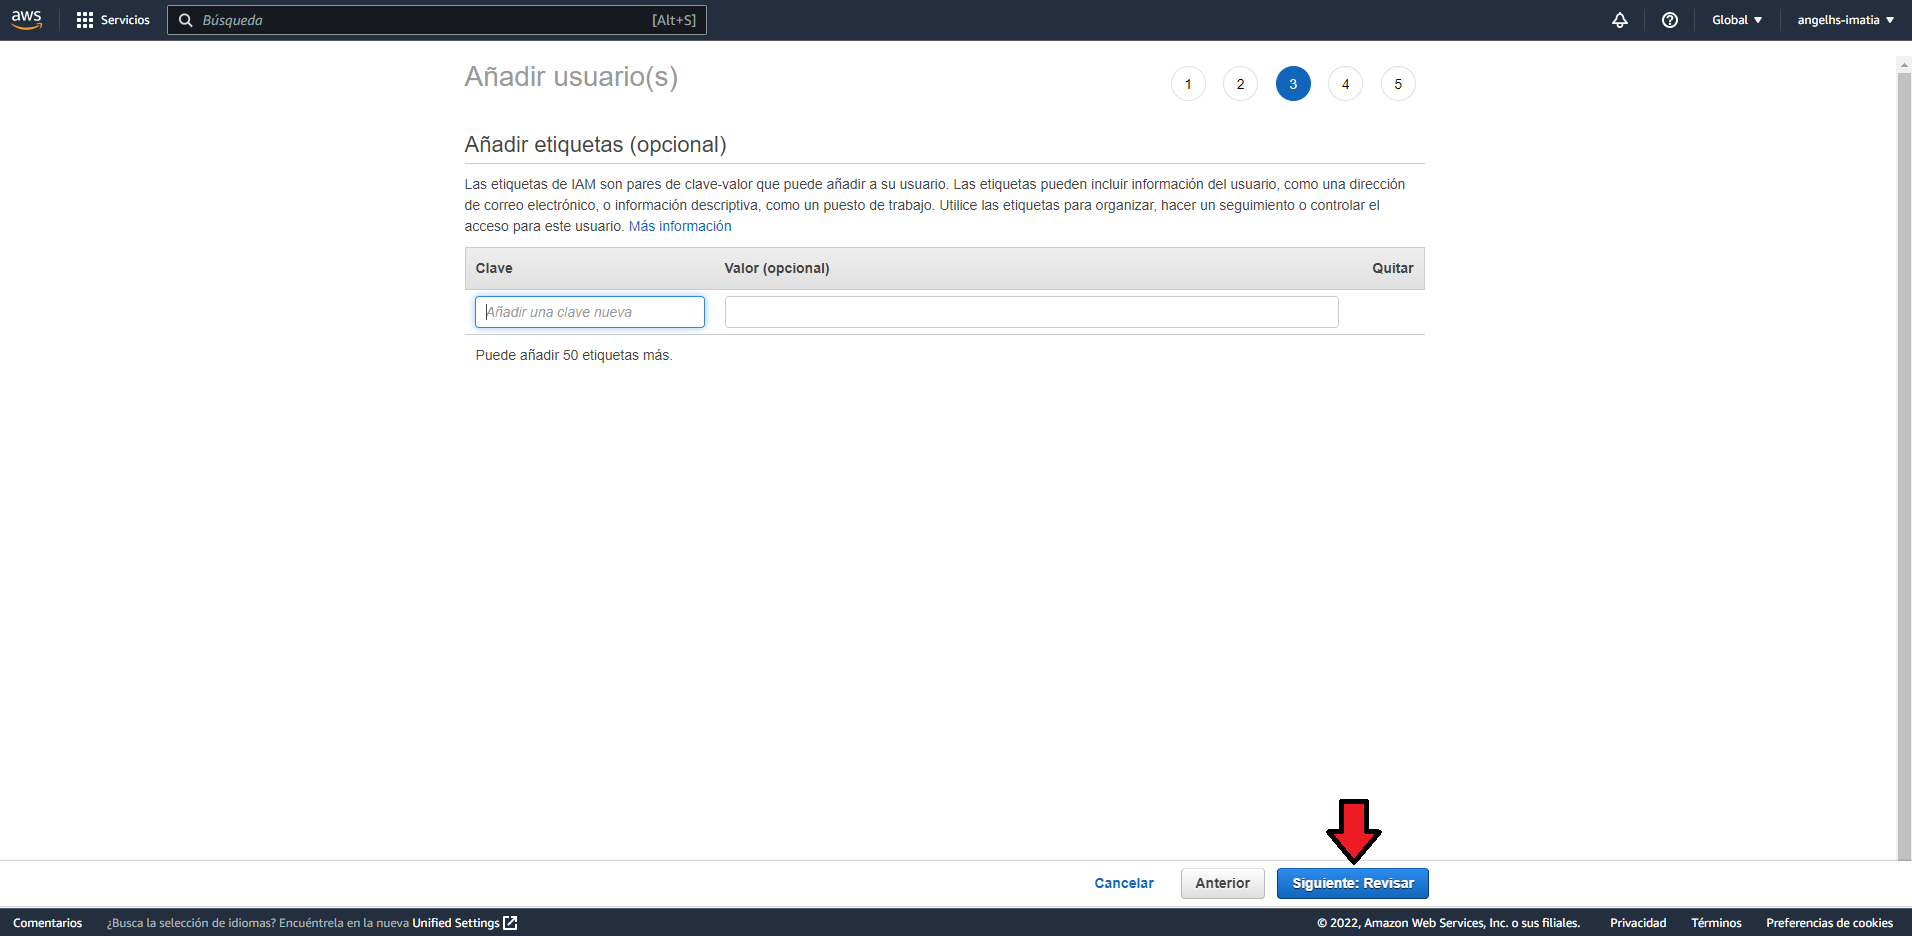 aws Servicios Búsqueda [Alt+S] Global angelhs-imatia
Añadir usuario(s) 1 2 3 4 5
Añadir etiquetas (opcional)
Las etiquetas de IAM son pares de clave-valor que puede añadir a su usuario. Las etiquetas pueden incluir información del usuario, como una dirección
de correo electrónico, o información descriptiva, como un puesto de trabajo. Utilice las etiquetas para organizar, hacer un seguimiento o controlar el
acceso para este usuario. Más información
Clave Valor (opcional) Quitar
Añadir una clave nueva
Puede añadir 50 etiquetas más.
Cancelar Anterior Siguiente: Revisar
Comentarios ¿Busca la selección de idiomas? Encuéntrela en la nueva Unified Settings © 2022, Amazon Web Services, Inc. o sus filiales. Privacidad Términos Preferencias de cookies